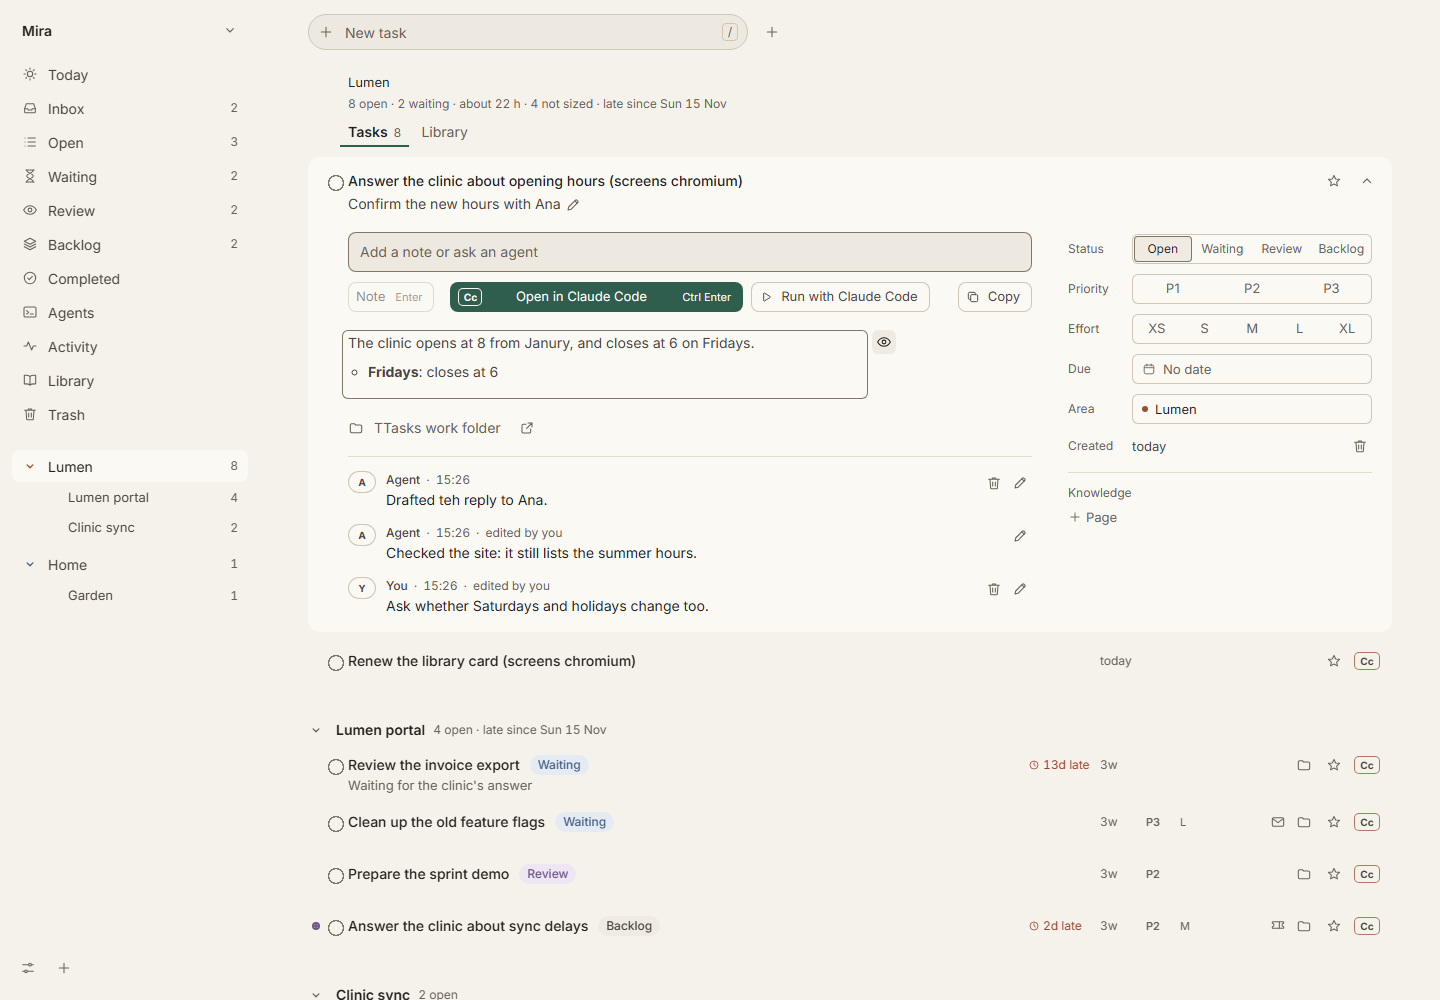 Mira
Today
Inbox 2
Open 3
Waiting 2
Review 2
Backlog 2
Completed
Agents
Activity
Library
Trash
Lumen 8
Lumen portal 4
Clinic sync 2
Home 1
Garden 1
New task /
Lumen
8 open · 2 waiting · about 22 h · 4 not sized · late since Sun 15 Nov
Tasks 8 Library
Answer the clinic about opening hours (screens chromium)
Confirm the new hours with Ana
Add a note or ask an agent
Note Enter Cc Open in Claude Code Ctrl Enter Run with Claude Code Copy
The clinic opens at 8 from Janury, and closes at 6 on Fridays.
Fridays: closes at 6
TTasks work folder
A Agent · 15:26
Drafted teh reply to Ana.
A Agent · 15:26 · edited by you
Checked the site: it still lists the summer hours.
Y You · 15:26 · edited by you
Ask whether Saturdays and holidays change too.
Status Open Waiting Review Backlog
Priority P1 P2 P3
Effort XS S M L XL
Due No date
Area Lumen
Created today
Knowledge
+ Page
Renew the library card (screens chromium) today Cc
Lumen portal 4 open · late since Sun 15 Nov
Review the invoice export Waiting 13d late 3w Cc
Waiting for the clinic's answer
Clean up the old feature flags Waiting 3w P3 L Cc
Prepare the sprint demo Review 3w P2 Cc
Answer the clinic about sync delays Backlog 2d late 3w P2 M Cc
Clinic sync 2 open